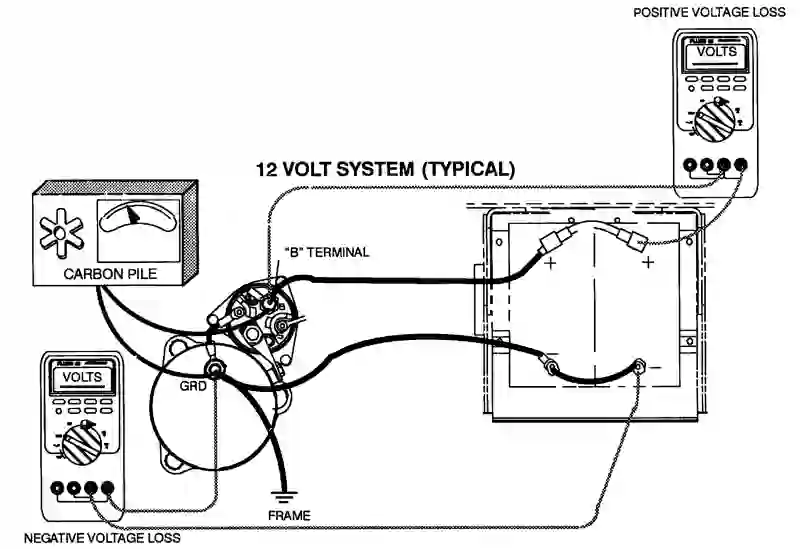 POSITIVE VOLTAGE LOSS
VOLTS
12 VOLT SYSTEM (TYPICAL)
"B" TERMINAL
CARBON PILE
+ +
VOLTS
GRD
− −
FRAME
NEGATIVE VOLTAGE LOSS